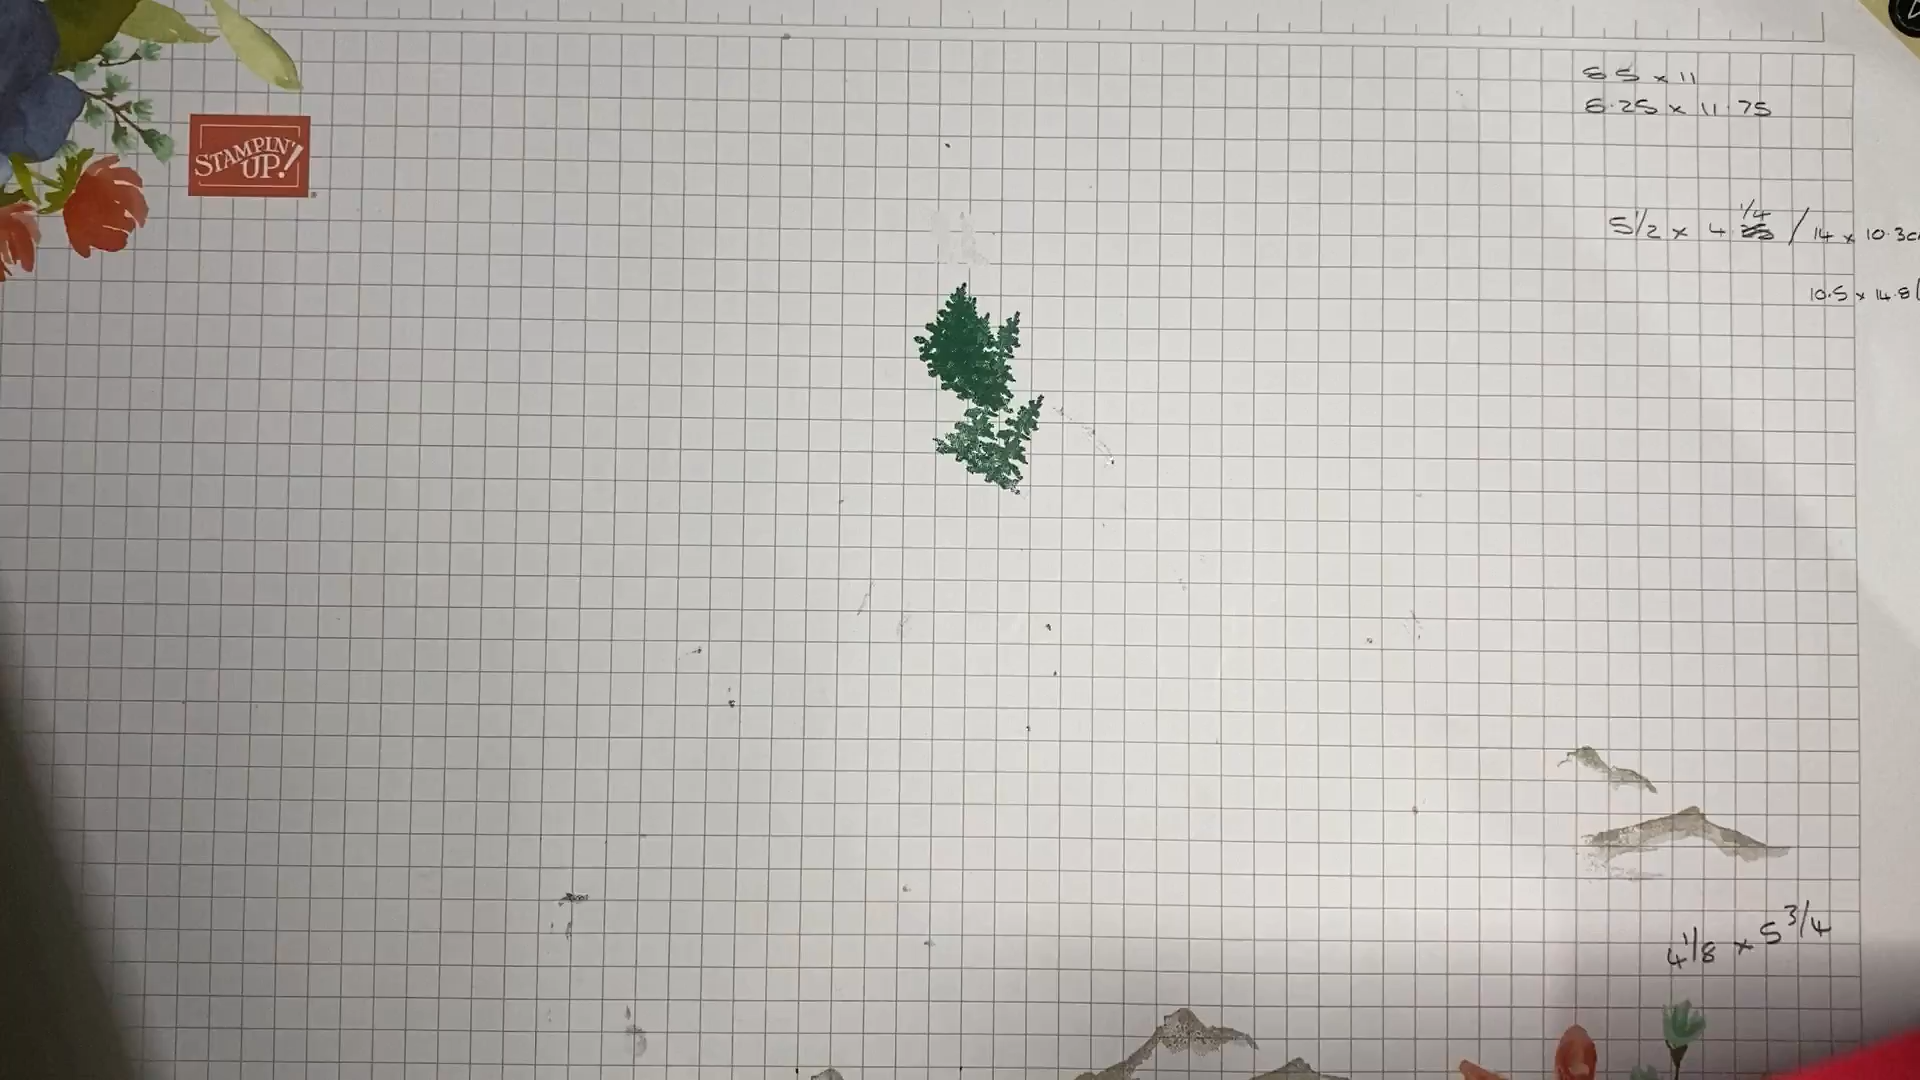 STAMPIN' UP!
8.5 x 11
8.25 x 11.75
5 1/2 x 4 1/4 / 14 x 10.3c
10.5 x 14.8
4 1/8 x 5 3/4